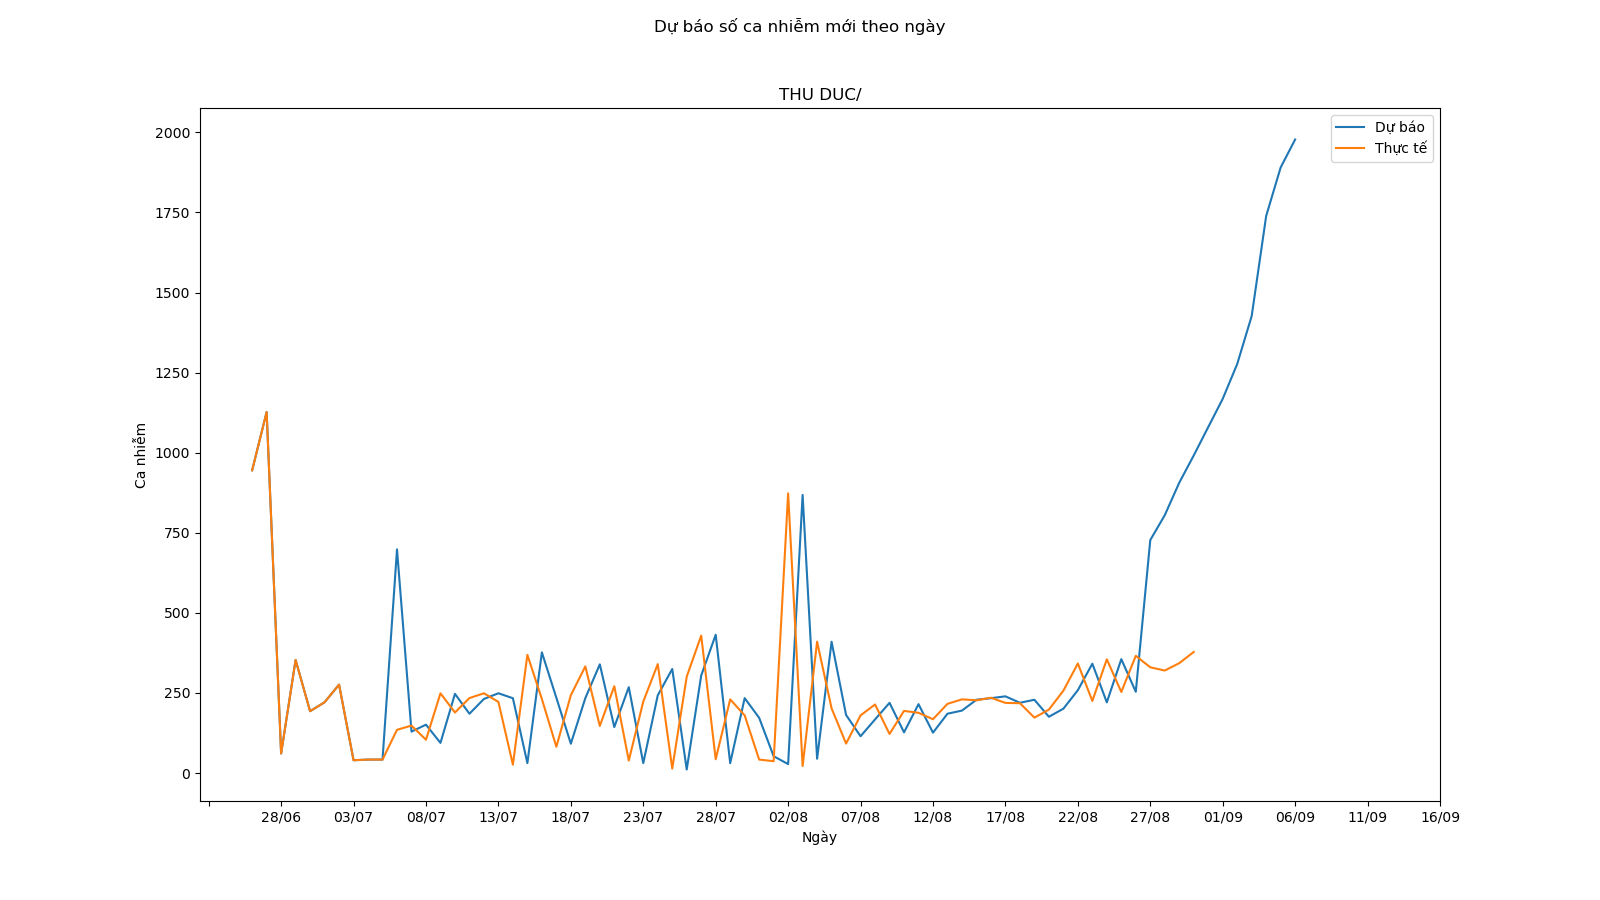 Dự báo số ca nhiễm mới theo ngày
THU DUC/
Dự báo
Thực tế
2000
1750
1500
1250
1000
750
500
250
0
Ca nhiễm
28/06 03/07 08/07 13/07 18/07 23/07 28/07 02/08 07/08 12/08 17/08 22/08 27/08 01/09 06/09 11/09 16/09
Ngày